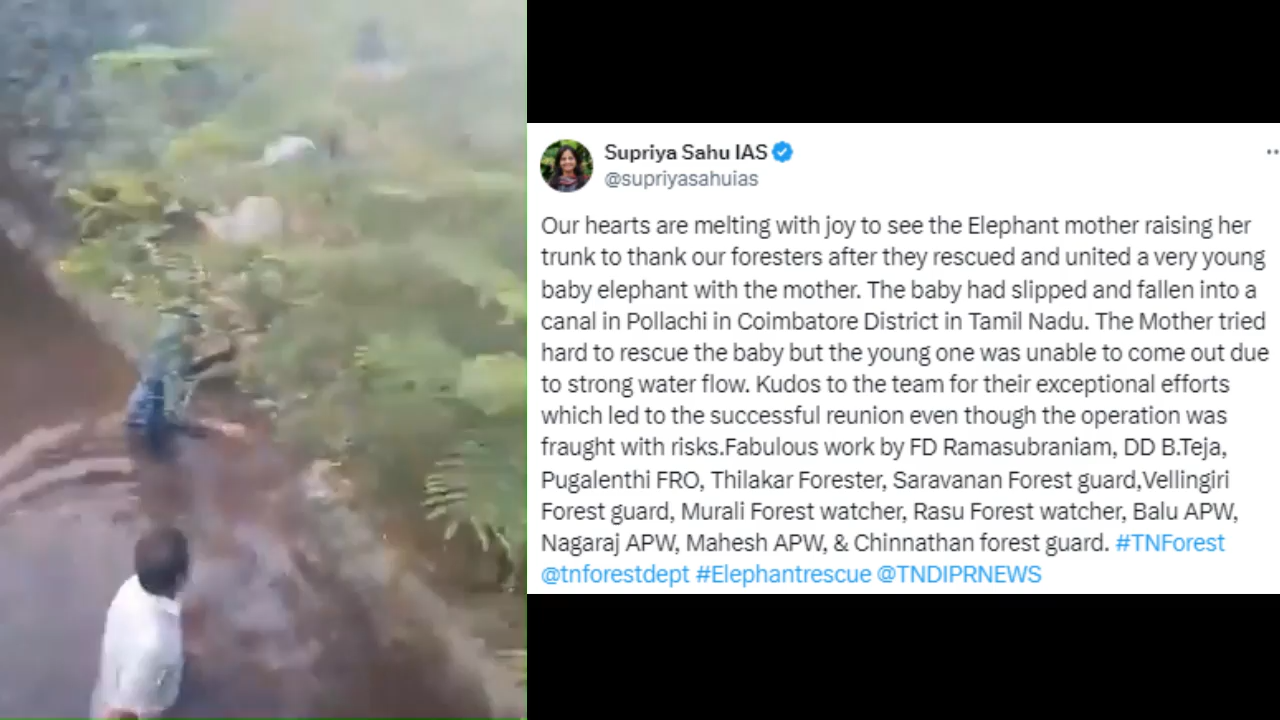 Supriya Sahu IAS
@supriyasahuias
Our hearts are melting with joy to see the Elephant mother raising her
trunk to thank our foresters after they rescued and united a very young
baby elephant with the mother. The baby had slipped and fallen into a
canal in Pollachi in Coimbatore District in Tamil Nadu. The Mother tried
hard to rescue the baby but the young one was unable to come out due
to strong water flow. Kudos to the team for their exceptional efforts
which led to the successful reunion even though the operation was
fraught with risks.Fabulous work by FD Ramasubraniam, DD B.Teja,
Pugalenthi FRO, Thilakar Forester, Saravanan Forest guard,Vellingiri
Forest guard, Murali Forest watcher, Rasu Forest watcher, Balu APW,
Nagaraj APW, Mahesh APW, & Chinnathan forest guard. #TNForest
@tnforestdept #Elephantrescue @TNDIPRNEWS